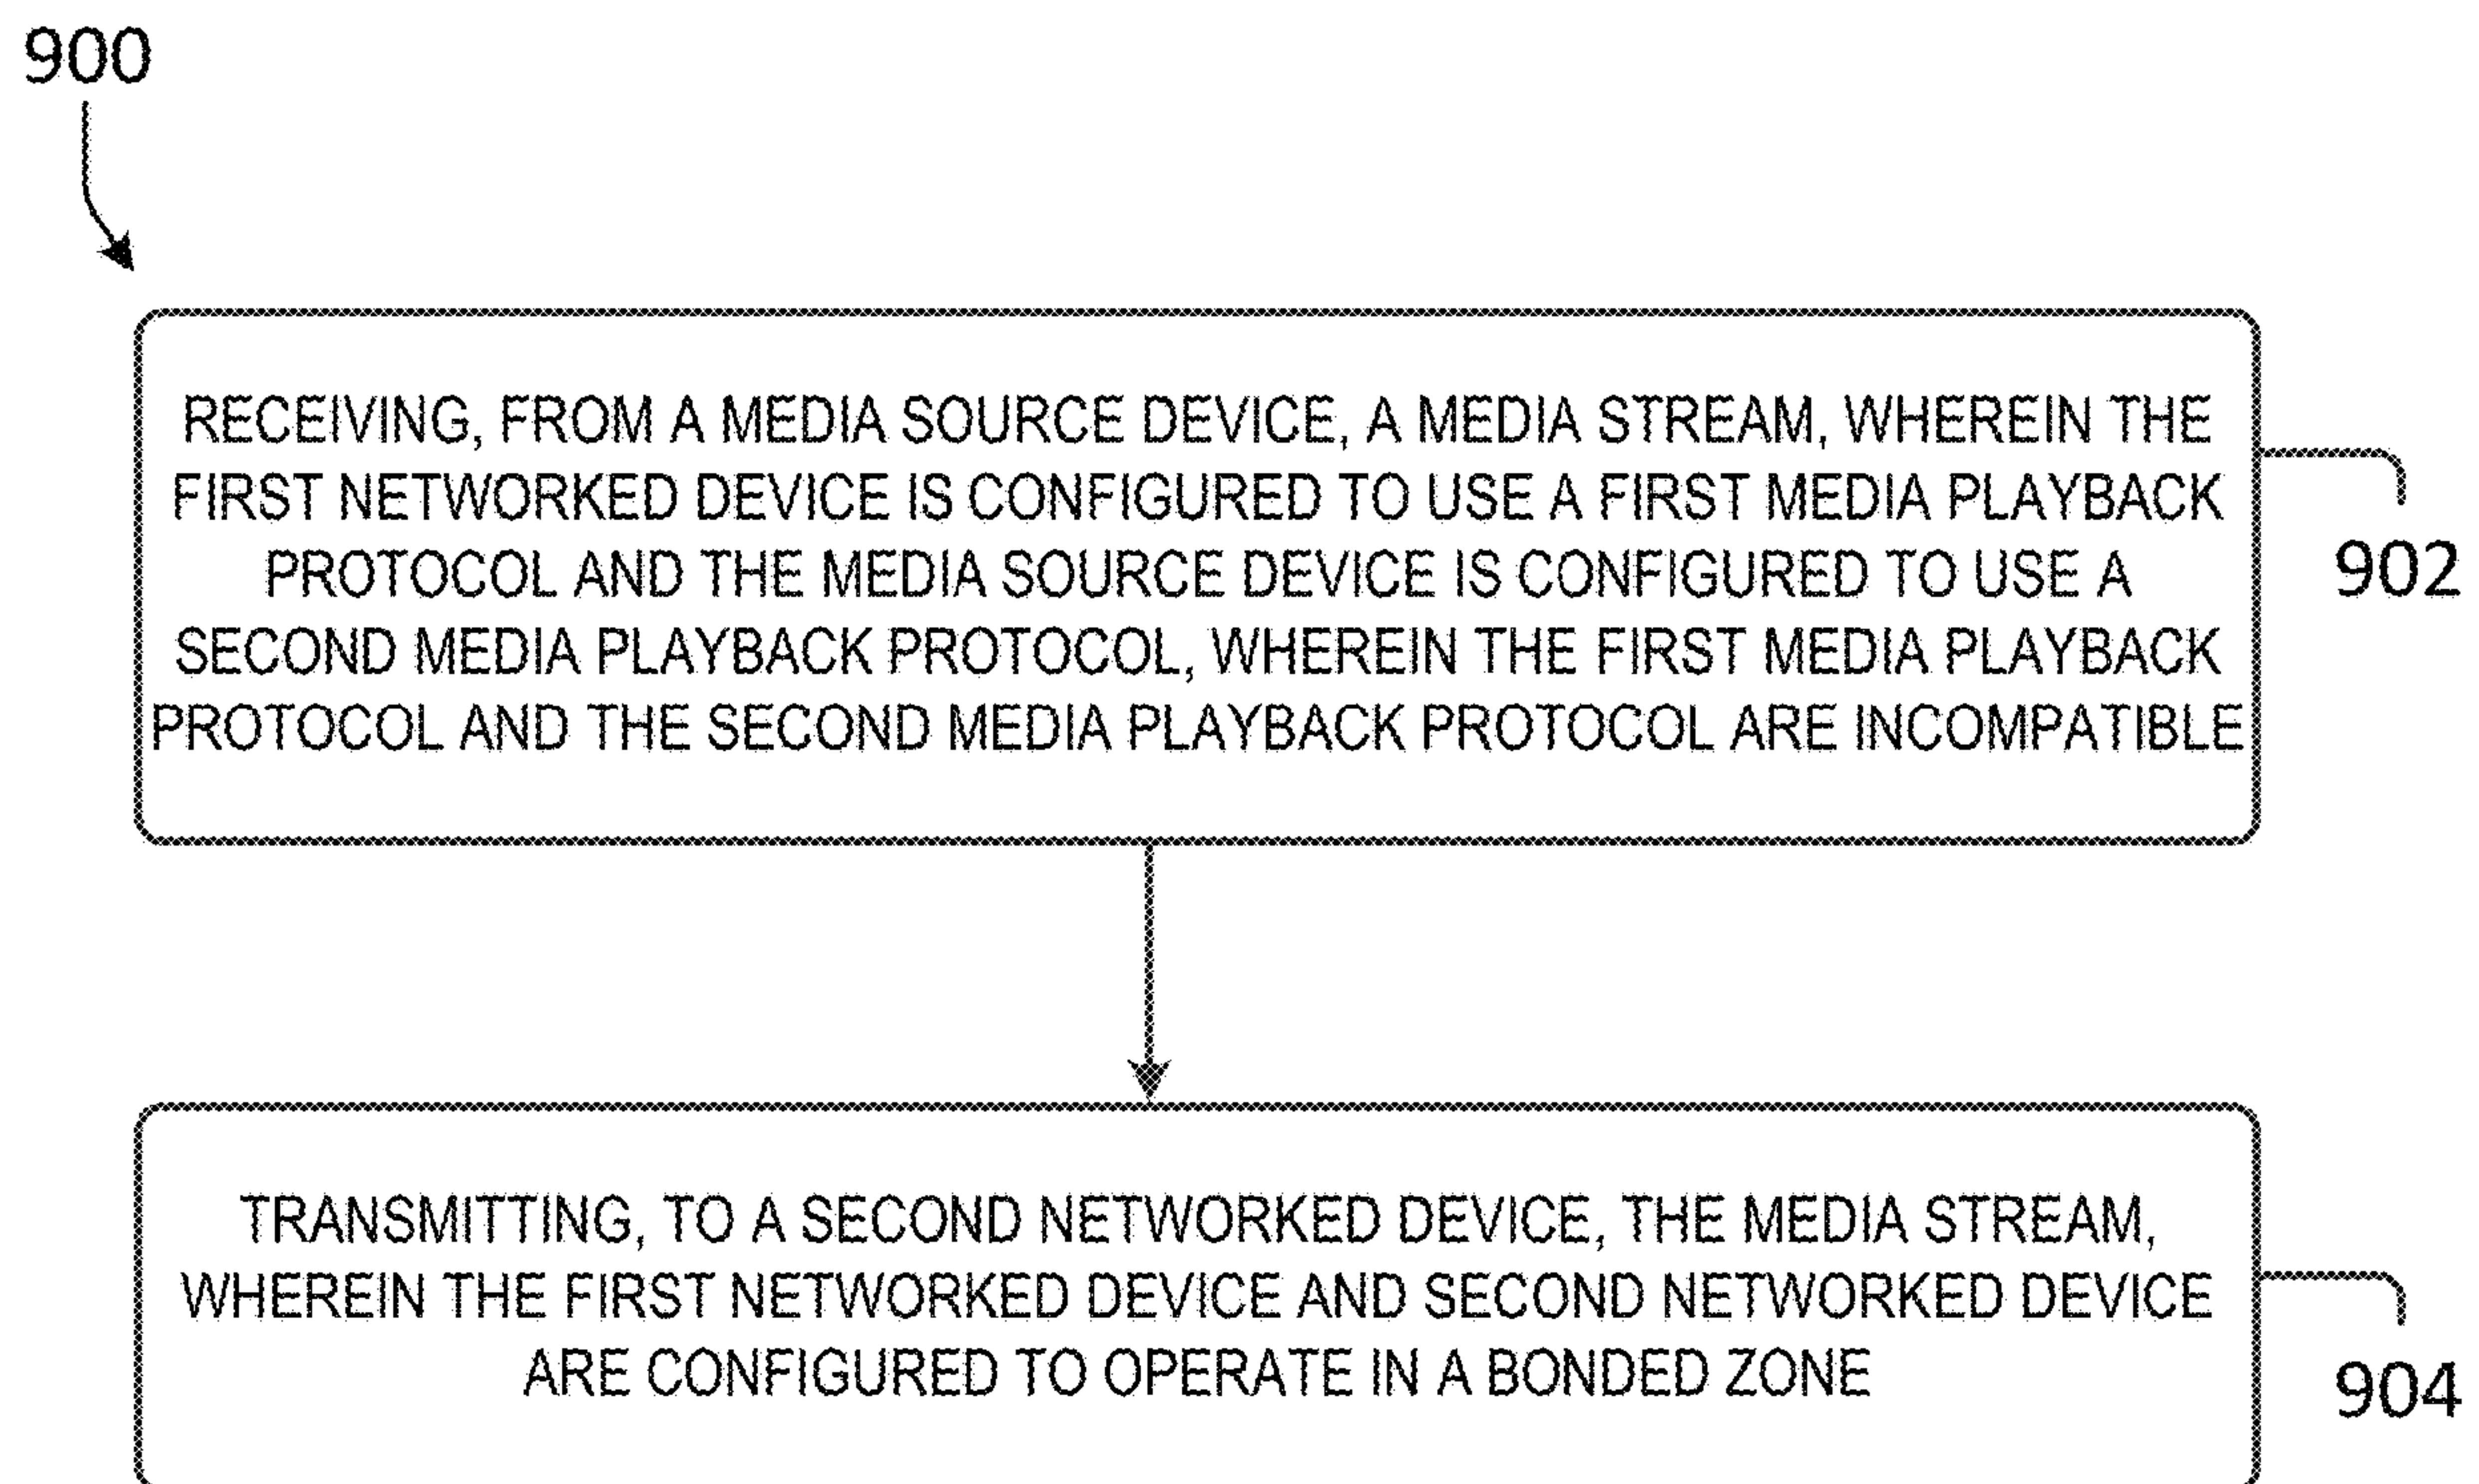 900
RECEIVING, FROM A MEDIA SOURCE DEVICE, A MEDIA STREAM, WHEREIN THE
FIRST NETWORKED DEVICE IS CONFIGURED TO USE A FIRST MEDIA PLAYBACK
PROTOCOL AND THE MEDIA SOURCE DEVICE IS CONFIGURED TO USE A
SECOND MEDIA PLAYBACK PROTOCOL, WHEREIN THE FIRST MEDIA PLAYBACK
PROTOCOL AND THE SECOND MEDIA PLAYBACK PROTOCOL ARE INCOMPATIBLE
902
TRANSMITTING, TO A SECOND NETWORKED DEVICE, THE MEDIA STREAM,
WHEREIN THE FIRST NETWORKED DEVICE AND SECOND NETWORKED DEVICE
ARE CONFIGURED TO OPERATE IN A BONDED ZONE
904